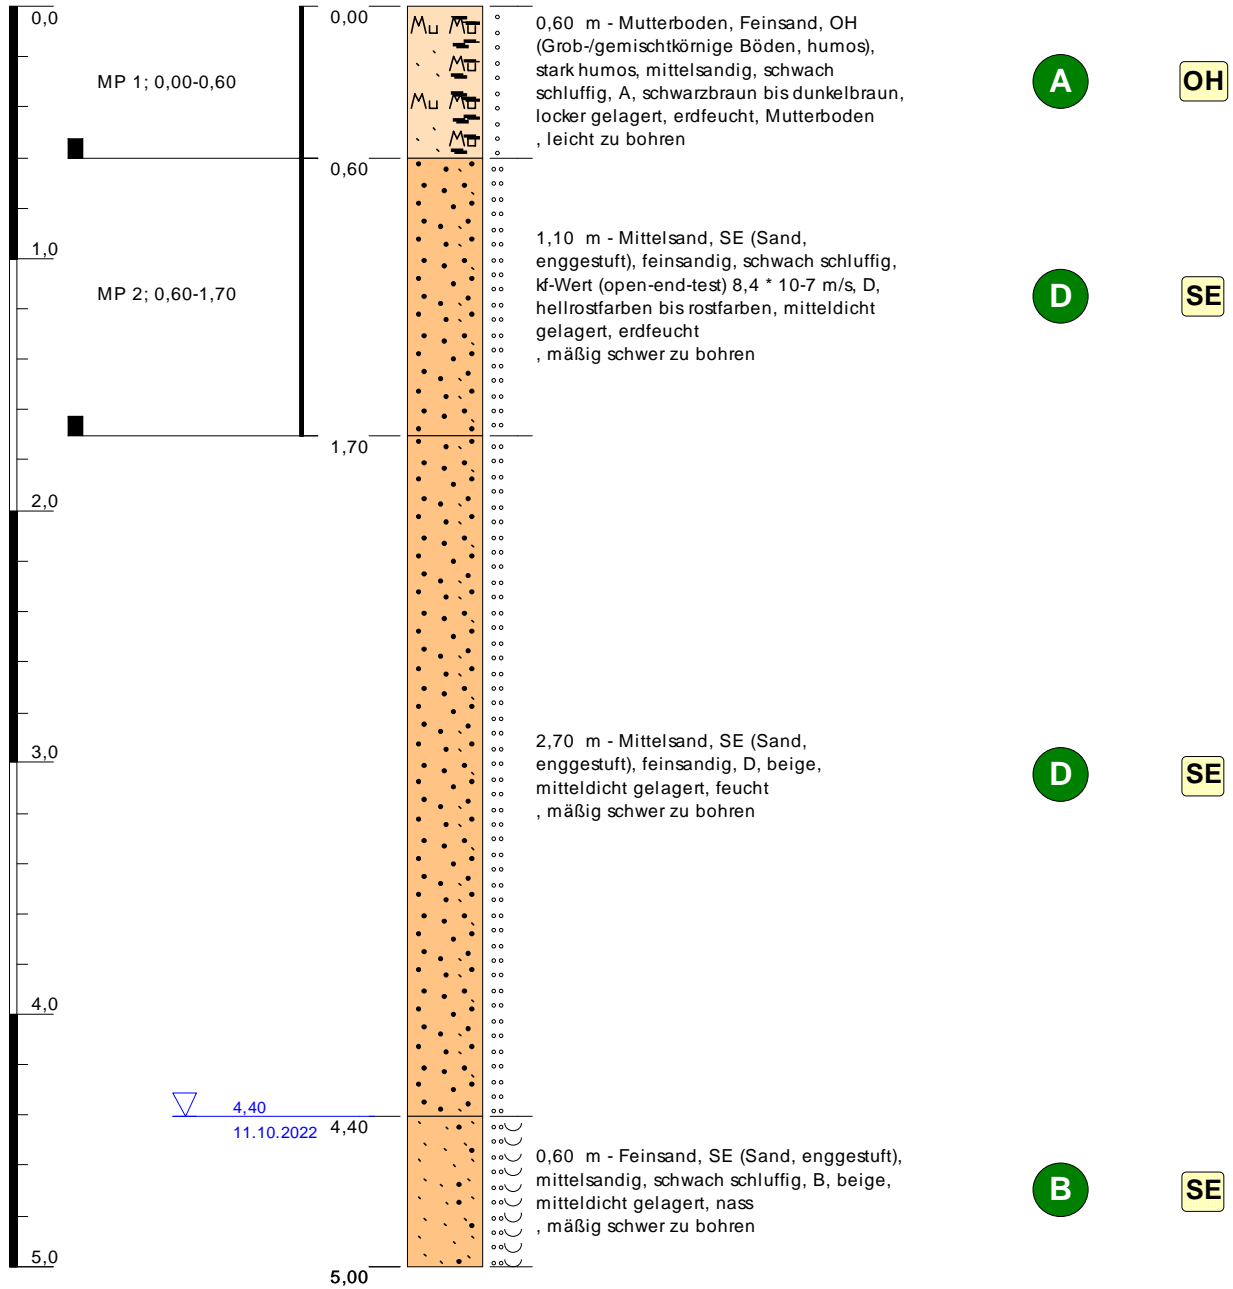 0,0
0,00
MP 1; 0,00-0,60
0,60 m - Mutterboden, Feinsand, OH
(Grob-/gemischtkörnige Böden, humos),
stark humos, mittelsandig, schwach
schluffig, A, schwarzbraun bis dunkelbraun,
locker gelagert, erdfeucht, Mutterboden
, leicht zu bohren
A
OH
Mu Mu
Mu
Mu Mu
Mu
0,60
1,0
MP 2; 0,60-1,70
1,10 m - Mittelsand, SE (Sand,
enggestuft), feinsandig, schwach schluffig,
kf-Wert (open-end-test) 8,4 * 10-7 m/s, D,
hellrostfarben bis rostfarben, mitteldicht
gelagert, erdfeucht
, mäßig schwer zu bohren
D
SE
1,70
2,0
3,0
2,70 m - Mittelsand, SE (Sand,
enggestuft), feinsandig, D, beige,
mitteldicht gelagert, feucht
, mäßig schwer zu bohren
D
SE
4,0
4,40
11.10.2022
4,40
0,60 m - Feinsand, SE (Sand, enggestuft),
mittelsandig, schwach schluffig, B, beige,
mitteldicht gelagert, nass
, mäßig schwer zu bohren
B
SE
5,0
5,00